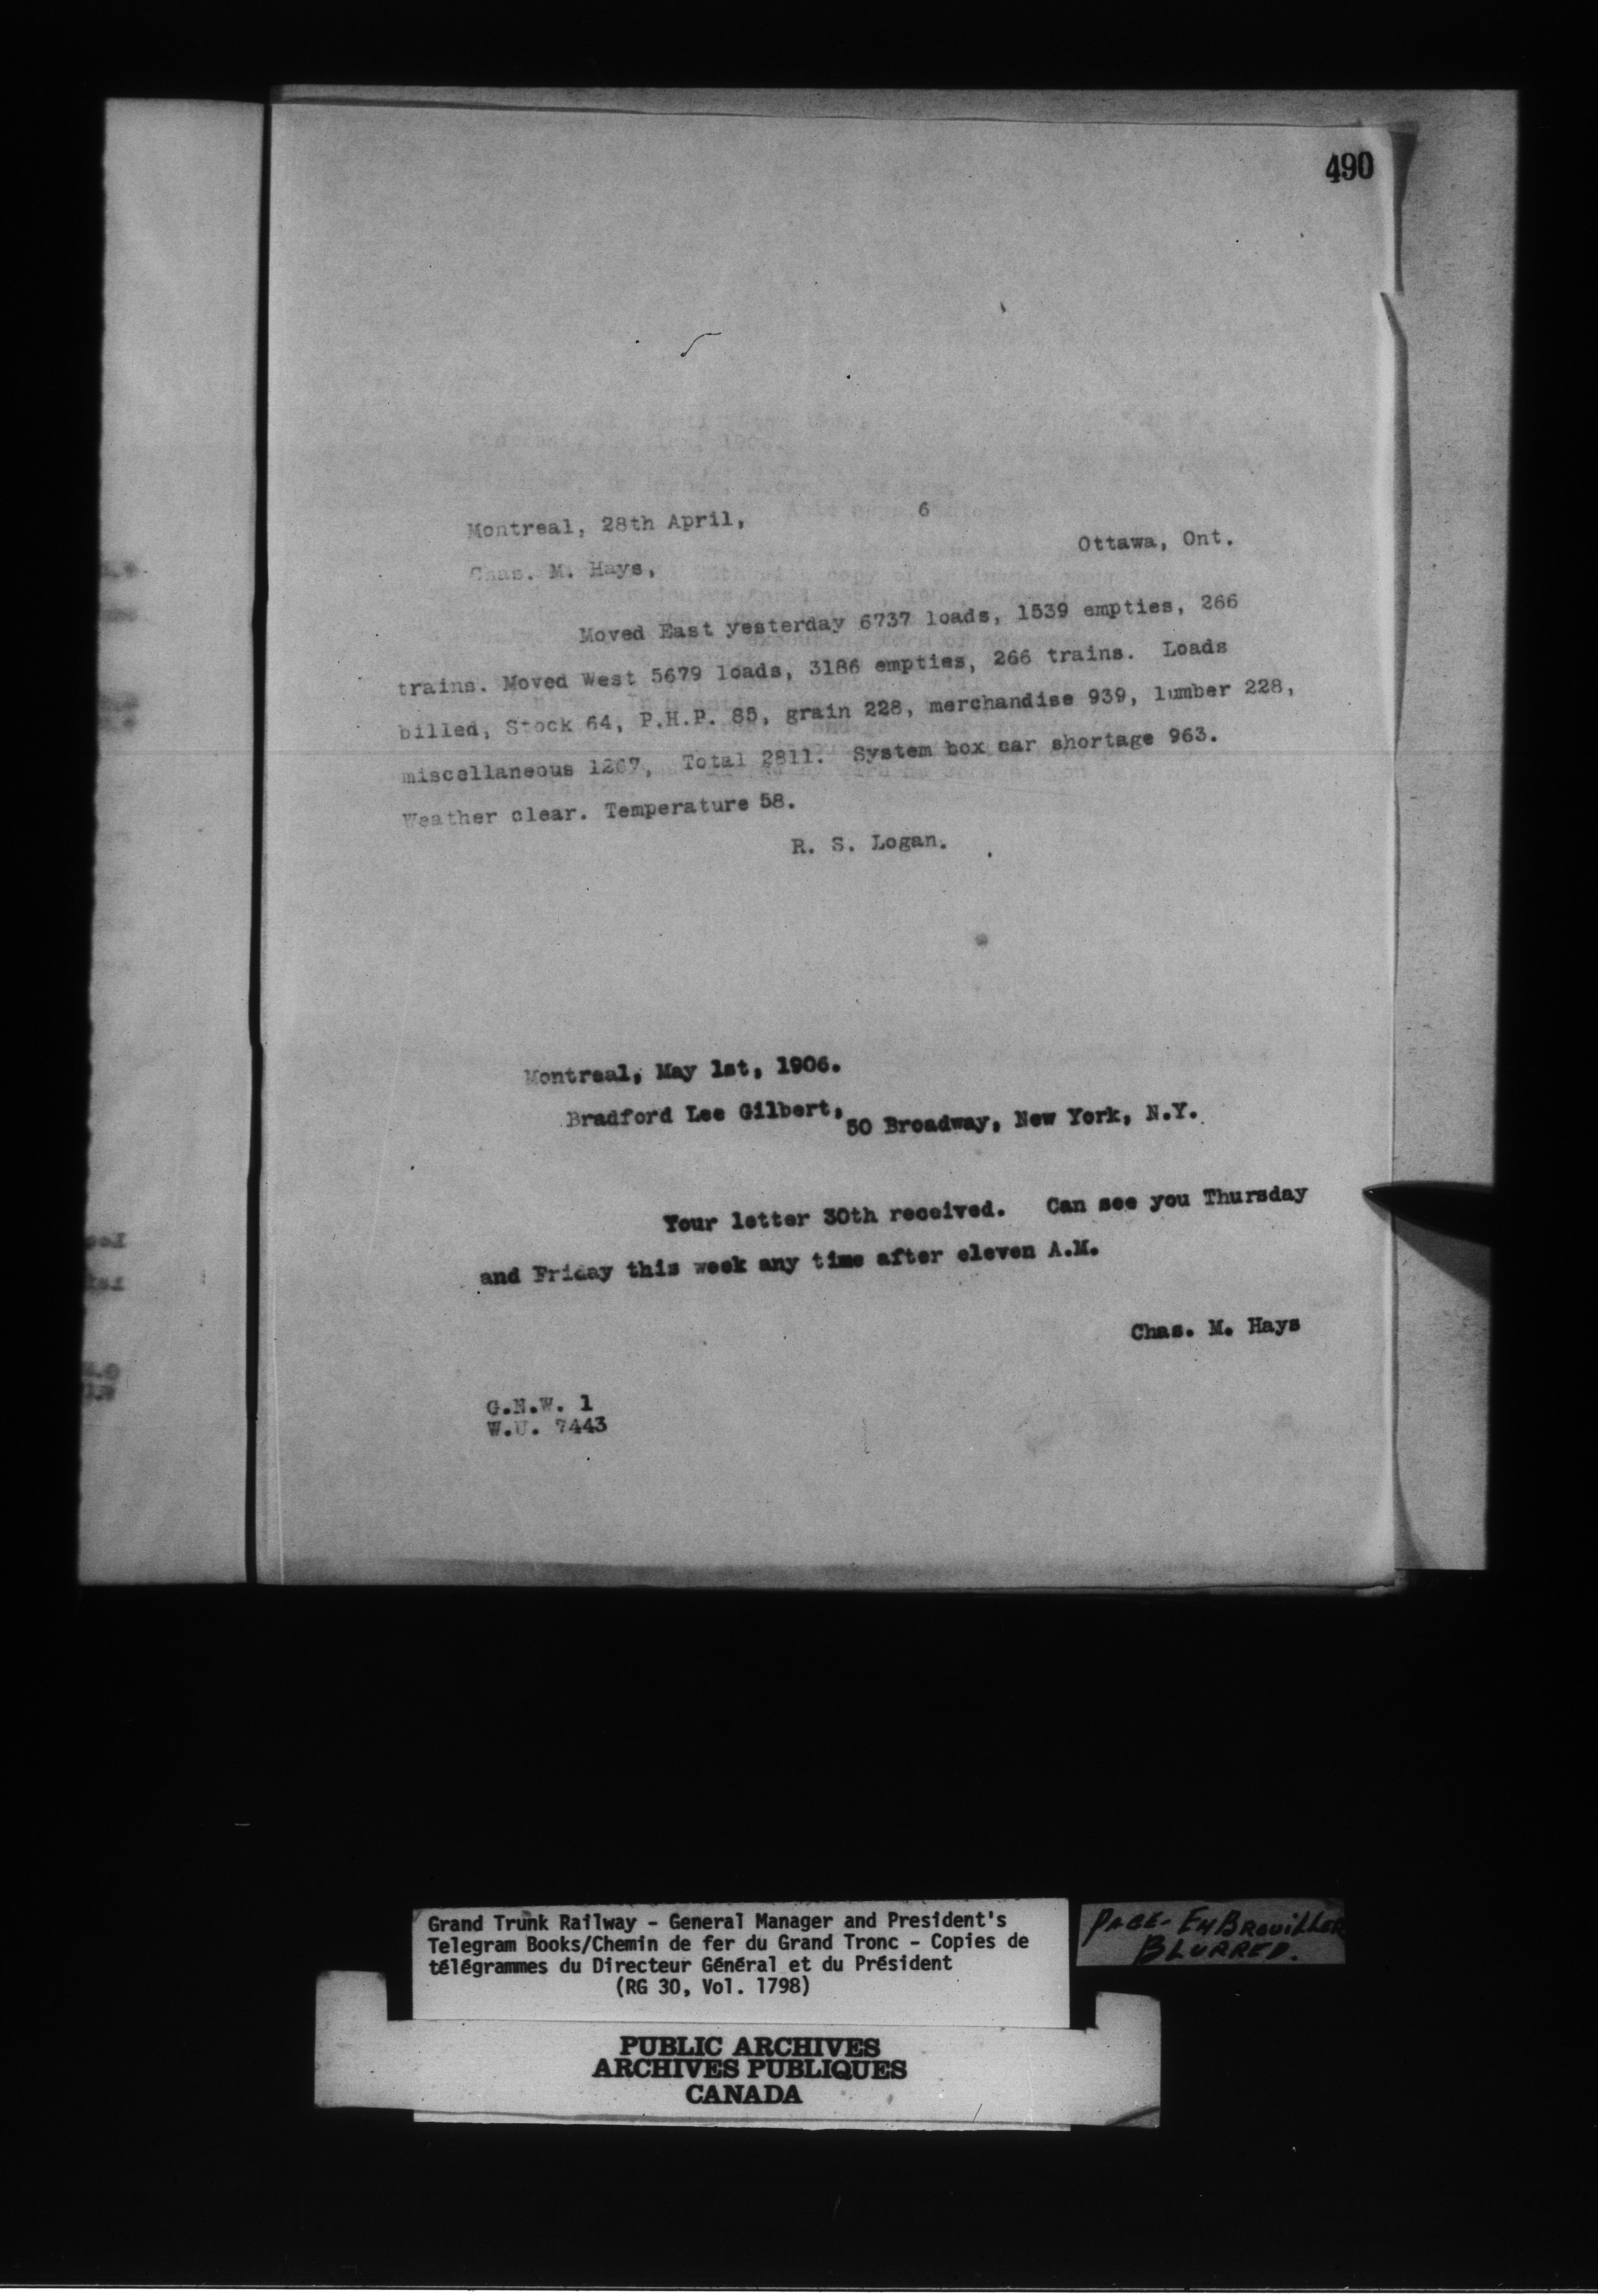 490
Montreal, 28th April, 6
Chas. M. Hays, Ottawa, Ont.
Moved East yesterday 6737 loads, 1539 empties, 266
trains. Moved West 5679 loads, 3186 empties, 266 trains. Loads
billed, Stock 64, P.H.P. 85, grain 228, merchandise 939, lumber 228,
miscellaneous 1267, Total 2811. System box car shortage 963.
Weather clear. Temperature 58.
R. S. Logan.
Montreal, May 1st, 1906.
Bradford Lee Gilbert,
50 Broadway, New York, N.Y.
Your letter 30th received. Can see you Thursday
and Friday this week any time after eleven A.M.
Chas. M. Hays
G.N.W. 1
W.U. 7443
Grand Trunk Railway - General Manager and President's
Telegram Books/Chemin de fer du Grand Tronc - Copies de
télégrammes du Directeur Général et du Président
(RG 30, Vol. 1798)
PAGE- EMBROUILLER
BLURRED.
PUBLIC ARCHIVES
ARCHIVES PUBLIQUES
CANADA